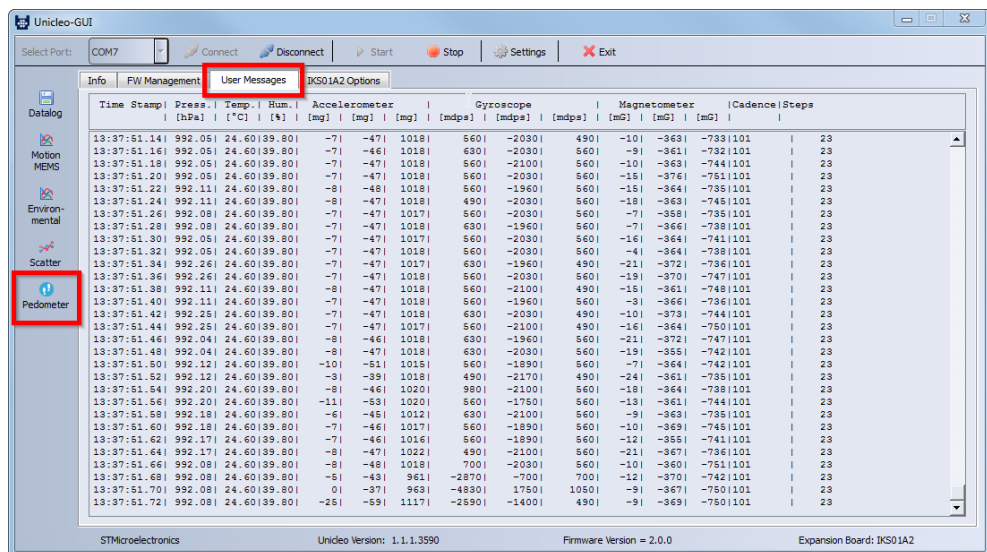 Unicleo-GUI
Select Port: COM7 Connect Disconnect Start Stop Settings Exit
Info FW Management User Messages IKS01A2 Options
Datalog
Motion MEMS
Environ-mental
Scatter
Pedometer
Time Stamp| Press.| Temp.| Hum.| Accelerometer | Gyroscope | Magnetometer |Cadence|Steps
| [hPa] | [°C] | [%] | [mg] | [mg] | [mg] | [mdps] | [mdps] | [mdps] | [mG] | [mG] | [mG] | |
13:37:51.14| 992.05| 24.60|39.80| -7| -47| 1018| 560| -2030| 490| -10| -363| -733|101 | 23
13:37:51.16| 992.05| 24.60|39.80| -7| -46| 1018| 630| -2030| 560| -9| -361| -732|101 | 23
13:37:51.18| 992.05| 24.60|39.80| -7| -47| 1018| 560| -2100| 560| -10| -363| -744|101 | 23
13:37:51.20| 992.05| 24.60|39.80| -7| -47| 1018| 560| -2030| 560| -15| -376| -751|101 | 23
13:37:51.22| 992.11| 24.60|39.80| -8| -48| 1018| 560| -1960| 560| -15| -364| -735|101 | 23
13:37:51.24| 992.11| 24.60|39.80| -8| -47| 1018| 490| -2030| 560| -18| -363| -745|101 | 23
13:37:51.26| 992.08| 24.60|39.80| -7| -47| 1017| 560| -2030| 560| -7| -358| -735|101 | 23
13:37:51.28| 992.08| 24.60|39.80| -7| -47| 1018| 630| -1960| 560| -7| -366| -738|101 | 23
13:37:51.30| 992.05| 24.60|39.80| -7| -47| 1017| 560| -2030| 560| -16| -364| -741|101 | 23
13:37:51.32| 992.05| 24.60|39.80| -7| -47| 1018| 560| -2030| 560| -4| -364| -738|101 | 23
13:37:51.34| 992.26| 24.60|39.80| -7| -47| 1017| 630| -1960| 490| -21| -372| -736|101 | 23
13:37:51.36| 992.26| 24.60|39.80| -7| -47| 1018| 560| -2030| 560| -19| -370| -747|101 | 23
13:37:51.38| 992.11| 24.60|39.80| -7| -47| 1018| 560| -2100| 490| -15| -361| -748|101 | 23
13:37:51.40| 992.11| 24.60|39.80| -7| -47| 1018| 560| -1960| 560| -3| -366| -736|101 | 23
13:37:51.42| 992.25| 24.60|39.80| -7| -47| 1018| 630| -2030| 490| -10| -373| -744|101 | 23
13:37:51.44| 992.25| 24.60|39.80| -7| -47| 1017| 560| -2100| 490| -16| -364| -750|101 | 23
13:37:51.46| 992.04| 24.60|39.80| -8| -46| 1018| 630| -1960| 560| -21| -372| -747|101 | 23
13:37:51.48| 992.04| 24.60|39.80| -8| -47| 1018| 630| -2030| 560| -19| -355| -742|101 | 23
13:37:51.50| 992.12| 24.60|39.80| -10| -51| 1015| 560| -1890| 560| -7| -364| -742|101 | 23
13:37:51.52| 992.12| 24.60|39.80| -3| -39| 1018| 490| -2170| 490| -24| -361| -735|101 | 23
13:37:51.54| 992.20| 24.60|39.80| -8| -46| 1020| 980| -2100| 560| -18| -364| -738|101 | 23
13:37:51.56| 992.20| 24.60|39.80| -11| -53| 1020| 560| -1750| 560| -13| -361| -744|101 | 23
13:37:51.58| 992.18| 24.60|39.80| -6| -45| 1012| 630| -2100| 560| -9| -363| -735|101 | 23
13:37:51.60| 992.18| 24.60|39.80| -7| -46| 1017| 560| -1890| 560| -10| -369| -745|101 | 23
13:37:51.62| 992.17| 24.60|39.80| -7| -46| 1016| 560| -1890| 560| -12| -355| -741|101 | 23
13:37:51.64| 992.17| 24.60|39.80| -8| -47| 1022| 490| -2100| 560| -21| -367| -736|101 | 23
13:37:51.66| 992.08| 24.60|39.80| -8| -48| 1018| 700| -2030| 560| -10| -360| -751|101 | 23
13:37:51.68| 992.08| 24.60|39.80| -5| -43| 961| -2870| -700| 700| -12| -370| -742|101 | 23
13:37:51.70| 992.08| 24.60|39.80| 0| -37| 963| -4830| 1750| 1050| -9| -367| -750|101 | 23
13:37:51.72| 992.08| 24.60|39.80| -25| -59| 1117| -2590| -1400| 490| -9| -369| -750|101 | 23
STMicroelectronics Unicleo Version: 1.1.1.3590 Firmware Version = 2.0.0 Expansion Board: IKS01A2